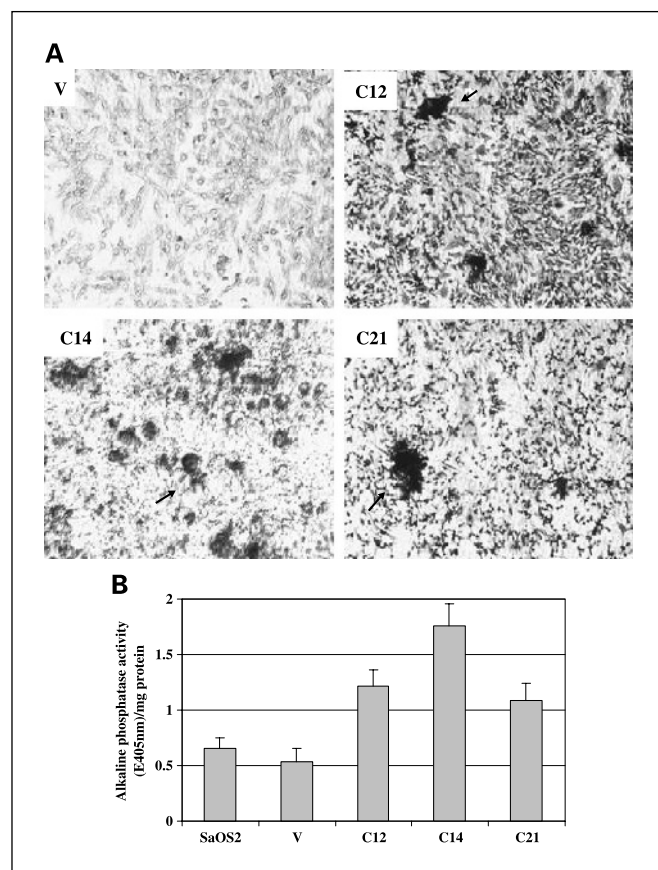 A
V
C12
C14
C21
B
Alkaline phosphatase activity
(E405nm)/mg protein
2
1.5
1
0.5
0
SaOS2 V C12 C14 C21